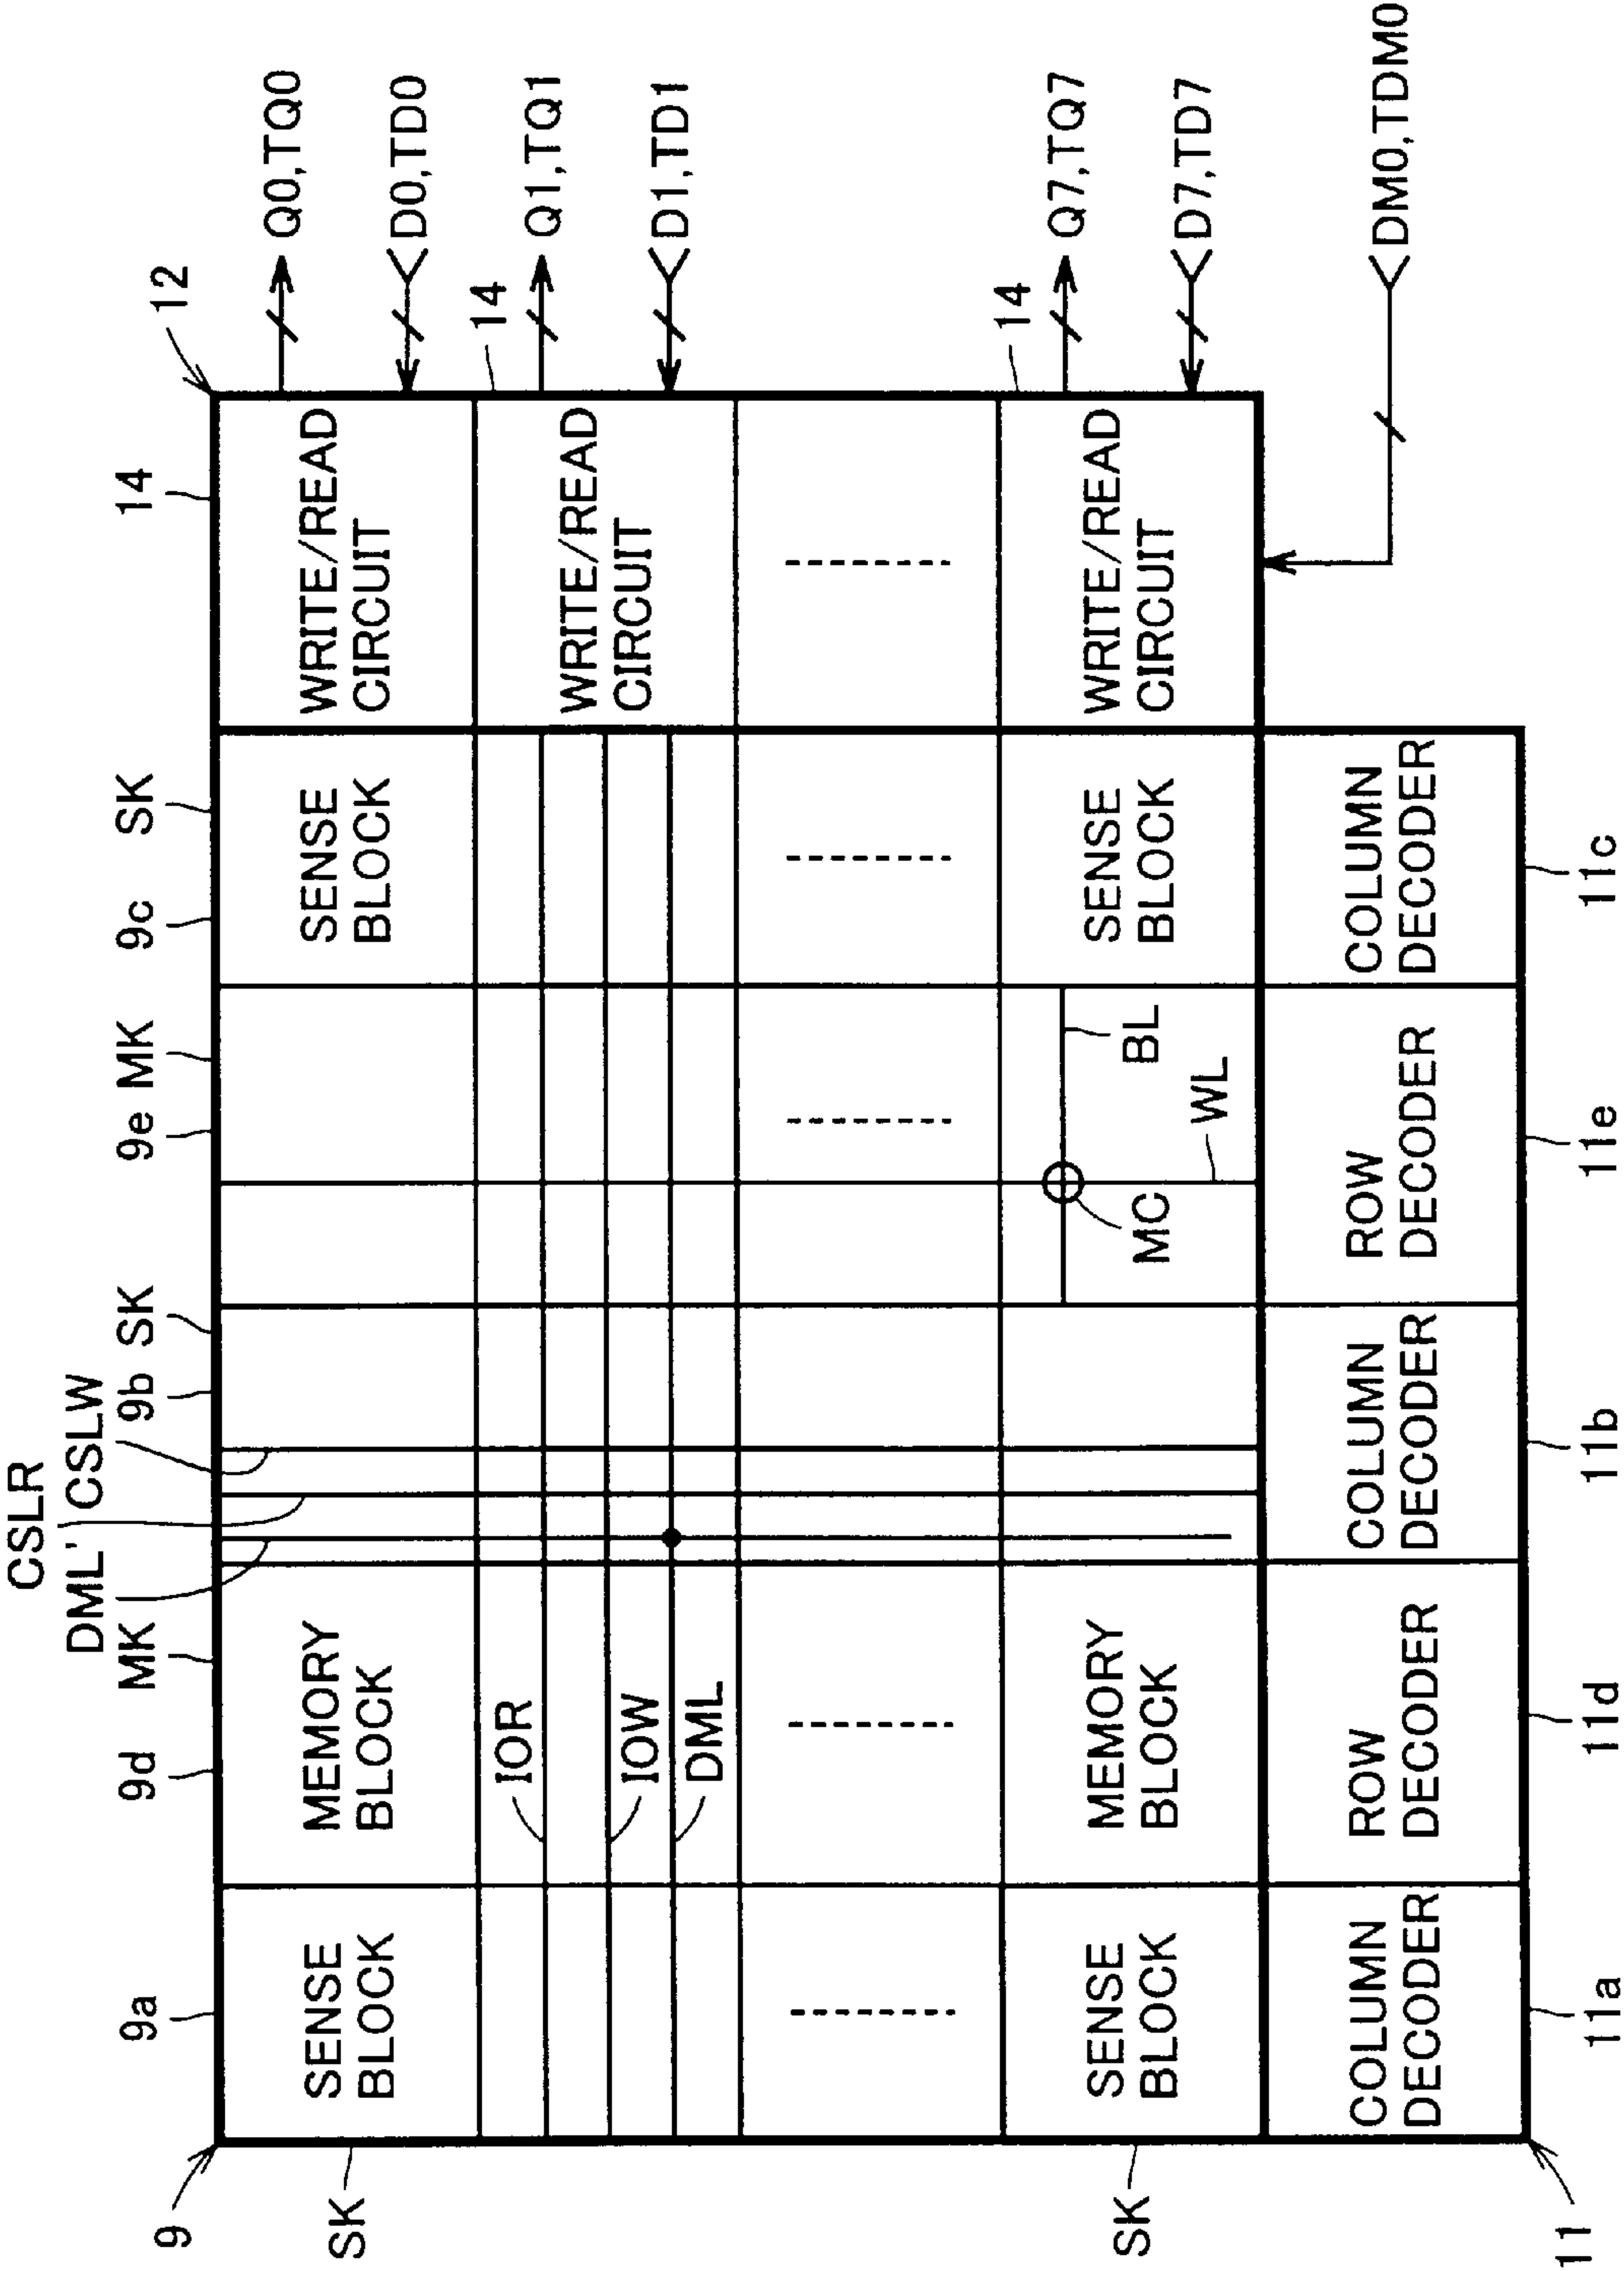 CSLR
DML' CSLW
9
9a
9d
MK
9b
SK
9e
MK
9c
SK
14
12
SK
SENSE
BLOCK
MEMORY
BLOCK
SENSE
BLOCK
WRITE/READ
CIRCUIT
Q0,TQ0
D0,TD0
14
IOR
IOW
DML
WRITE/READ
CIRCUIT
Q1,TQ1
D1,TD1
14
SK
SENSE
BLOCK
MEMORY
BLOCK
MC
BL
WL
SENSE
BLOCK
WRITE/READ
CIRCUIT
Q7,TQ7
D7,TD7
COLUMN
DECODER
ROW
DECODER
COLUMN
DECODER
ROW
DECODER
COLUMN
DECODER
DM0,TDM0
11
11a
11d
11b
11e
11c